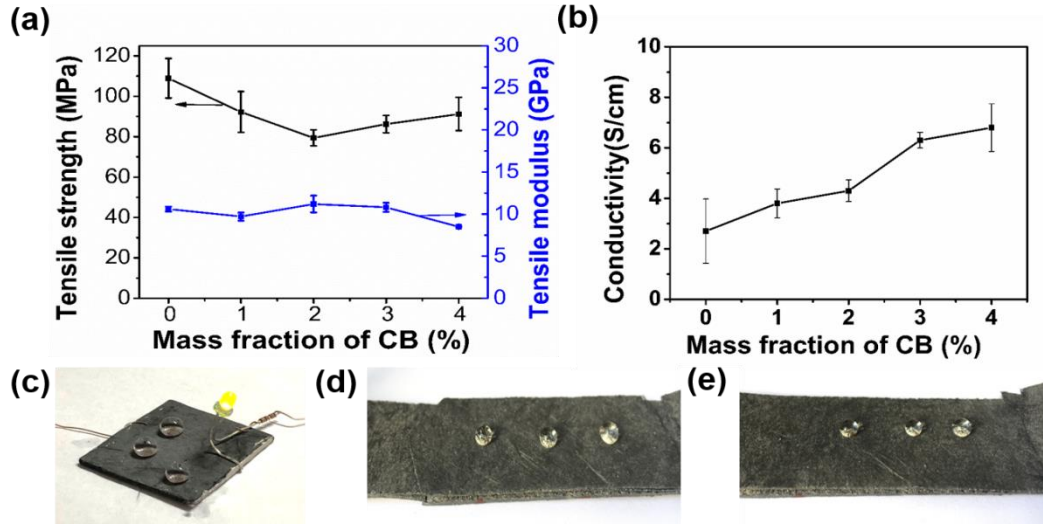 (a)
Tensile strength (MPa)
120
100
80
60
40
20
0
0 1 2 3 4
Mass fraction of CB (%)
30
25
20
15
10
5
0
Tensile modulus (GPa)
(b)
Conductivity(S/cm)
10
8
6
4
2
0
0 1 2 3 4
Mass fraction of CB (%)
(c)
(d)
(e)